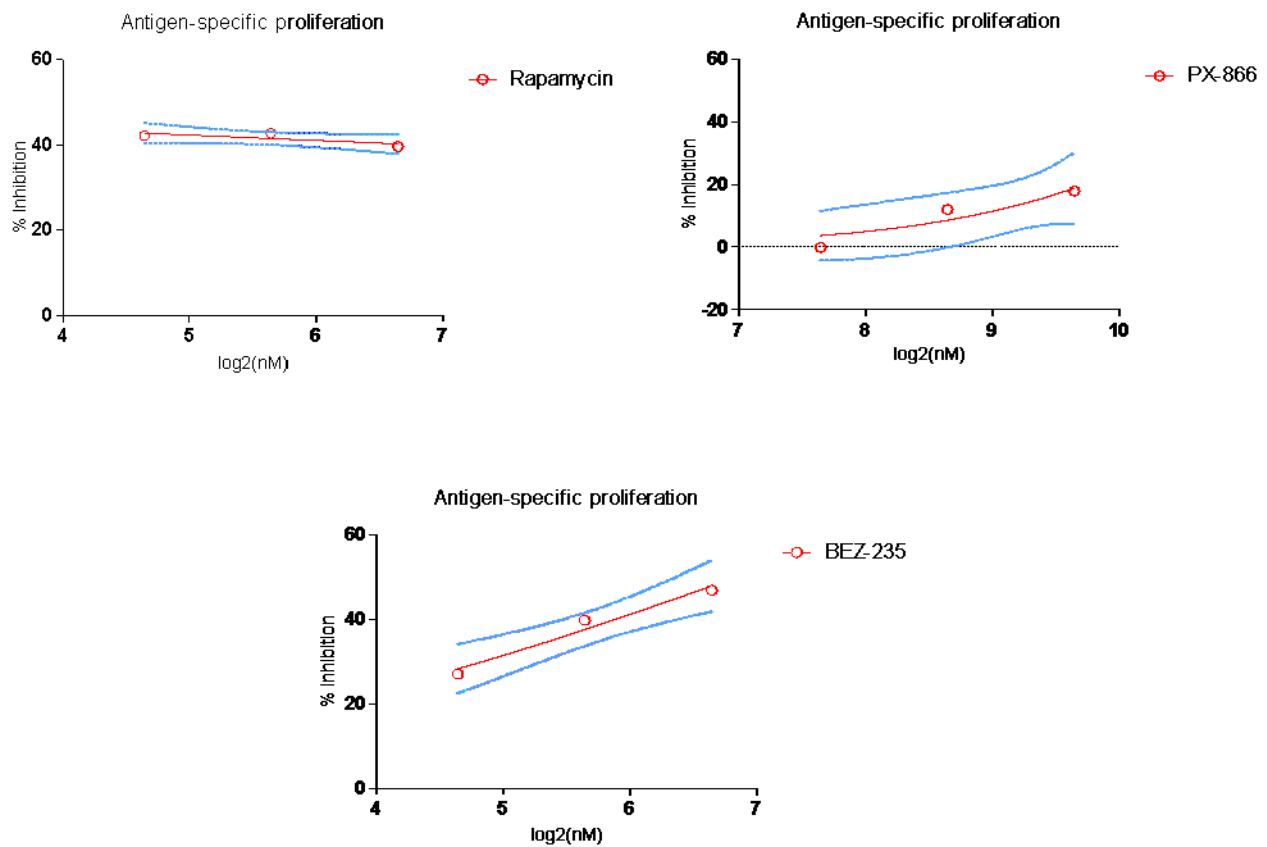 Antigen-specific proliferation
60
40
20
0
% Inhibition
4
5
6
7
log2(nM)
Rapamycin
Antigen-specific proliferation
60
40
20
0
-20
% Inhibition
7
8
9
10
log2(nM)
PX-866
Antigen-specific proliferation
60
40
20
0
% Inhibition
4
5
6
7
log2(nM)
BEZ-235